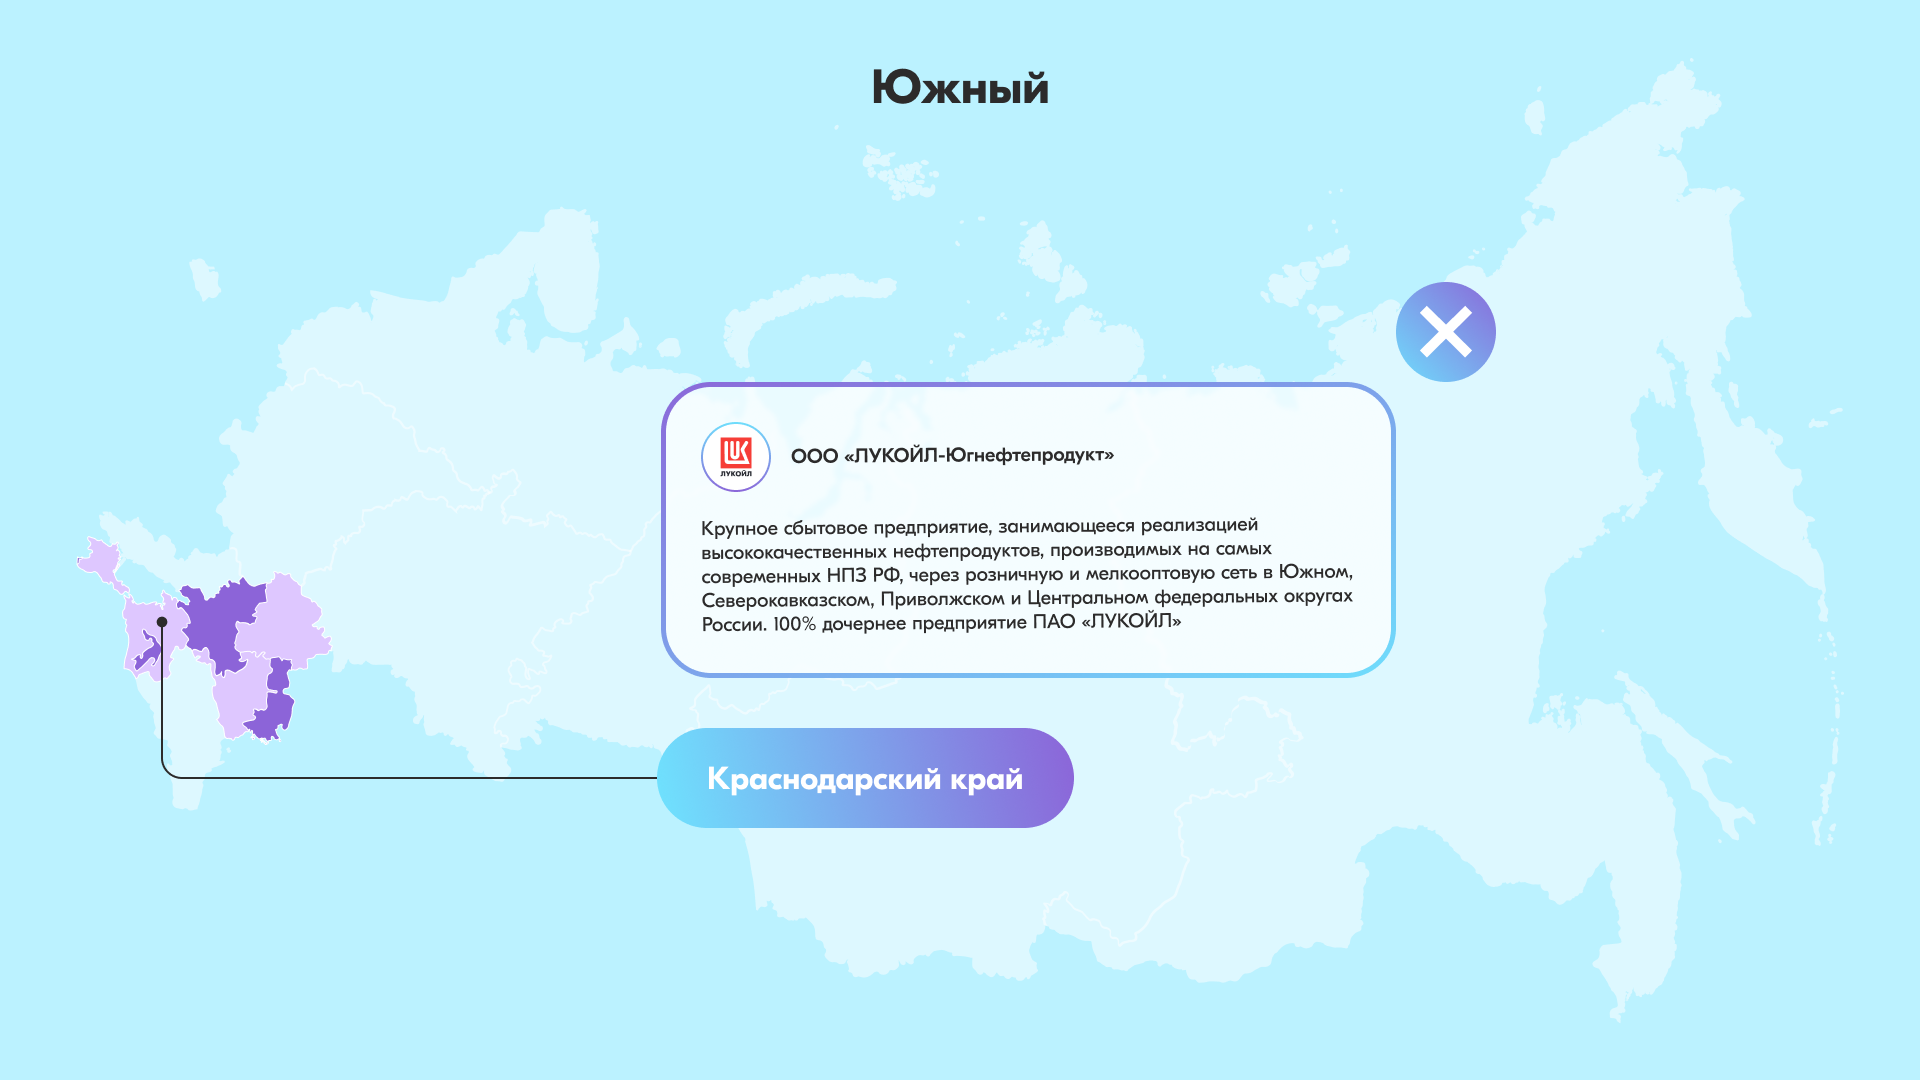 Южный
ЛУКОЙЛ
ООО «ЛУКОЙЛ-Югнефтепродукт»
Крупное сбытовое предприятие, занимающееся реализацией
высококачественных нефтепродуктов, производимых на самых
современных НПЗ РФ, через розничную и мелкооптовую сеть в Южном,
Северокавказском, Приволжском и Центральном федеральных округах
России. 100% дочернее предприятие ПАО «ЛУКОЙЛ»
Краснодарский край